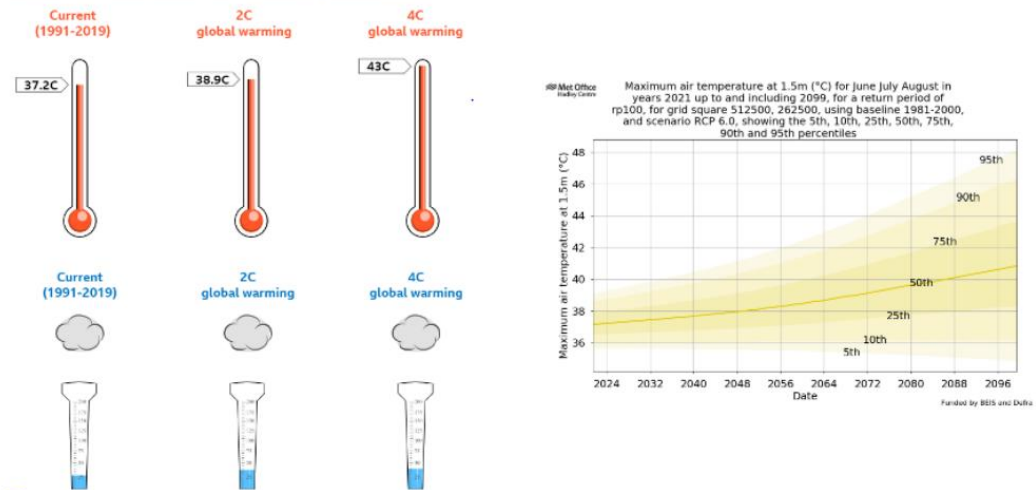 Current
(1991-2019)
2C
global warming
4C
global warming
37.2C
38.9C
43C
Current
(1991-2019)
2C
global warming
4C
global warming
Met Office
Hadley Centre
Maximum air temperature at 1.5m (°C) for June July August in
years 2021 up to and including 2099, for a return period of
rp100, for grid square 512500, 262500, using baseline 1981-2000,
and scenario RCP 6.0, showing the 5th, 10th, 25th, 50th, 75th,
90th and 95th percentiles
Maximum air temperature at 1.5m (°C)
48
46
44
42
40
38
36
95th
90th
75th
50th
25th
10th
5th
2024 2032 2040 2048 2056 2064 2072 2080 2088 2096
Date
Funded by BEIS and Defra